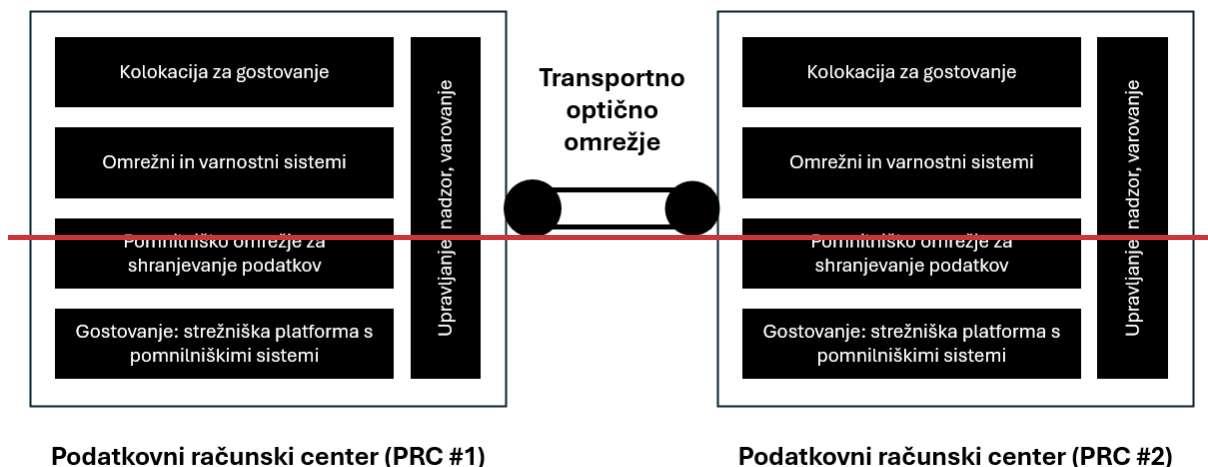 Kolokacija za gostovanje
Omrežni in varnostni sistemi
Pomnilniško omrežje za
shranjevanje podatkov
Gostovanje: strežniška platforma s
pomnilniškimi sistemi
Upravljanje, nadzor, varovanje
Transportno
optično
omrežje
Kolokacija za gostovanje
Omrežni in varnostni sistemi
Pomnilniško omrežje za
shranjevanje podatkov
Gostovanje: strežniška platforma s
pomnilniškimi sistemi
Upravljanje, nadzor, varovanje
Podatkovni računski center (PRC #1)
Podatkovni računski center (PRC #2)